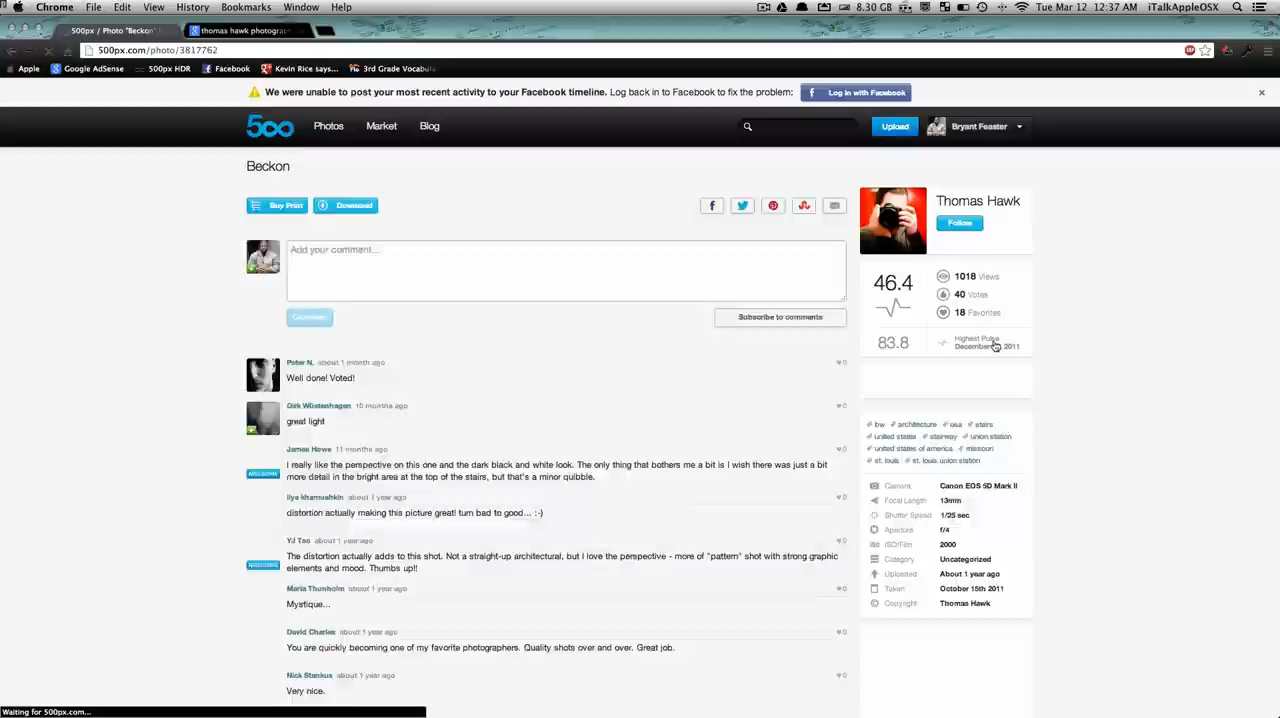 Chrome File Edit View History Bookmarks Window Help 8.30 GB Tue Mar 12 12:37 AM iTalkAppleOSX
500px / Photo "Beckon" thomas hawk photogra
500px.com/photo/3817762
Apple Google AdSense 500px HDR Facebook Kevin Rice says... 3rd Grade Vocabula
We were unable to post your most recent activity to your Facebook timeline. Log back in to Facebook to fix the problem: Log in with Facebook
500 Photos Market Blog Upload Bryant Feaster
Beckon
Buy Print Download
Thomas Hawk
Follow
Add your comment...
Comment Subscribe to comments
46.4
1018 Views
40 Votes
18 Favorites
83.8
Highest Pulse
December 2011
Peter N. about 1 month ago 0
Well done! Voted!
Dirk Wüstenhagen 10 months ago 0
great light
James Howe 11 months ago 0
I really like the perspective on this one and the dark black and white look. The only thing that bothers me a bit is I wish there was just a bit
more detail in the bright area at the top of the stairs, but that's a minor quibble.
AWESOME
Ilya khamushkin about 1 year ago 0
distortion actually making this picture great! turn bad to good... :-)
YJ Tso about 1 year ago 0
The distortion actually adds to this shot. Not a straight-up architectural, but I love the perspective - more of "pattern" shot with strong graphic
elements and mood. Thumbs up!!
AWESOME
Maria Thunholm about 1 year ago 0
Mystique...
David Charles about 1 year ago 0
You are quickly becoming one of my favorite photographers. Quality shots over and over. Great job.
Nick Stankus about 1 year ago 0
Very nice.
bw architecture usa stairs
united states stairway union station
united states of america missouri
st. louis st. louis union station
Camera Canon EOS 5D Mark II
Focal Length 13mm
Shutter Speed 1/25 sec
Aperture f/4
ISO/Film 2000
Category Uncategorized
Uploaded About 1 year ago
Taken October 15th 2011
Copyright Thomas Hawk
Waiting for 500px.com...